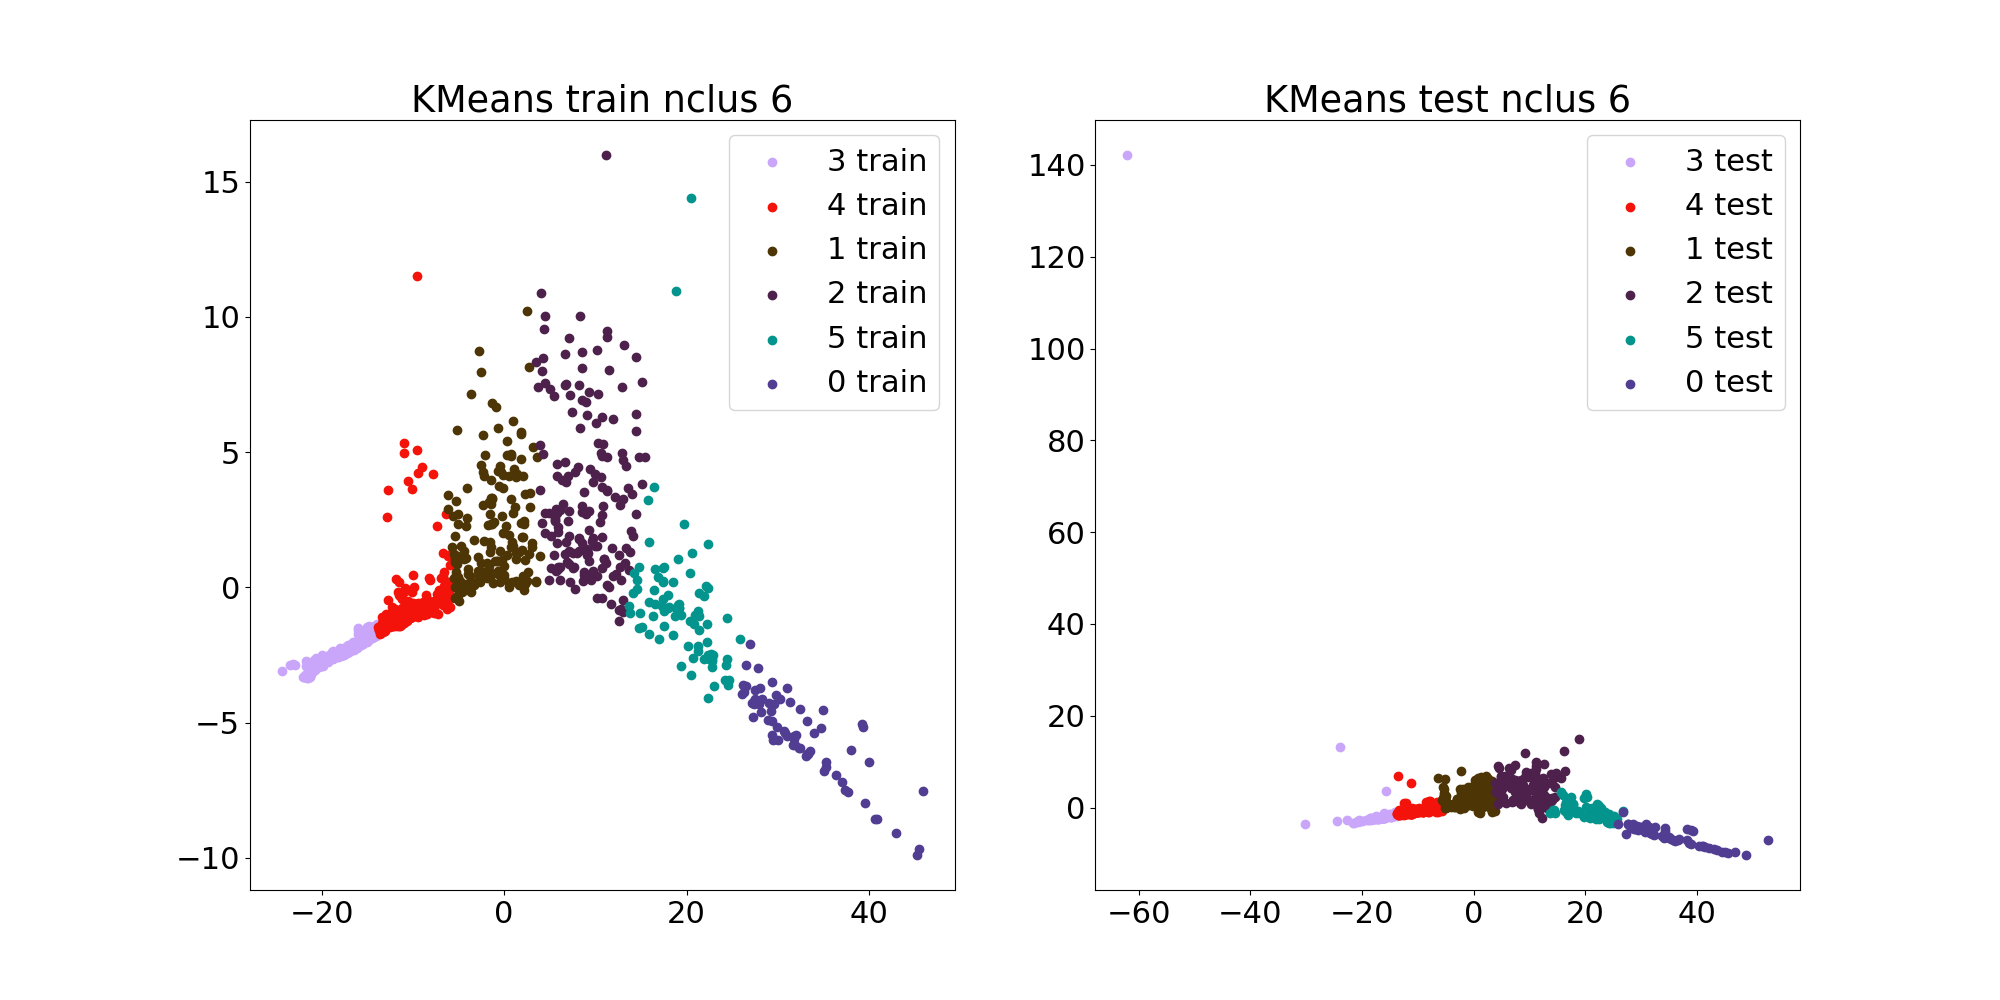 KMeans train nclus 6
15
10
5
0
−5
−10
−20
0
20
40
3 train
4 train
1 train
2 train
5 train
0 train
KMeans test nclus 6
140
120
100
80
60
40
20
0
−60
−40
−20
0
20
40
3 test
4 test
1 test
2 test
5 test
0 test